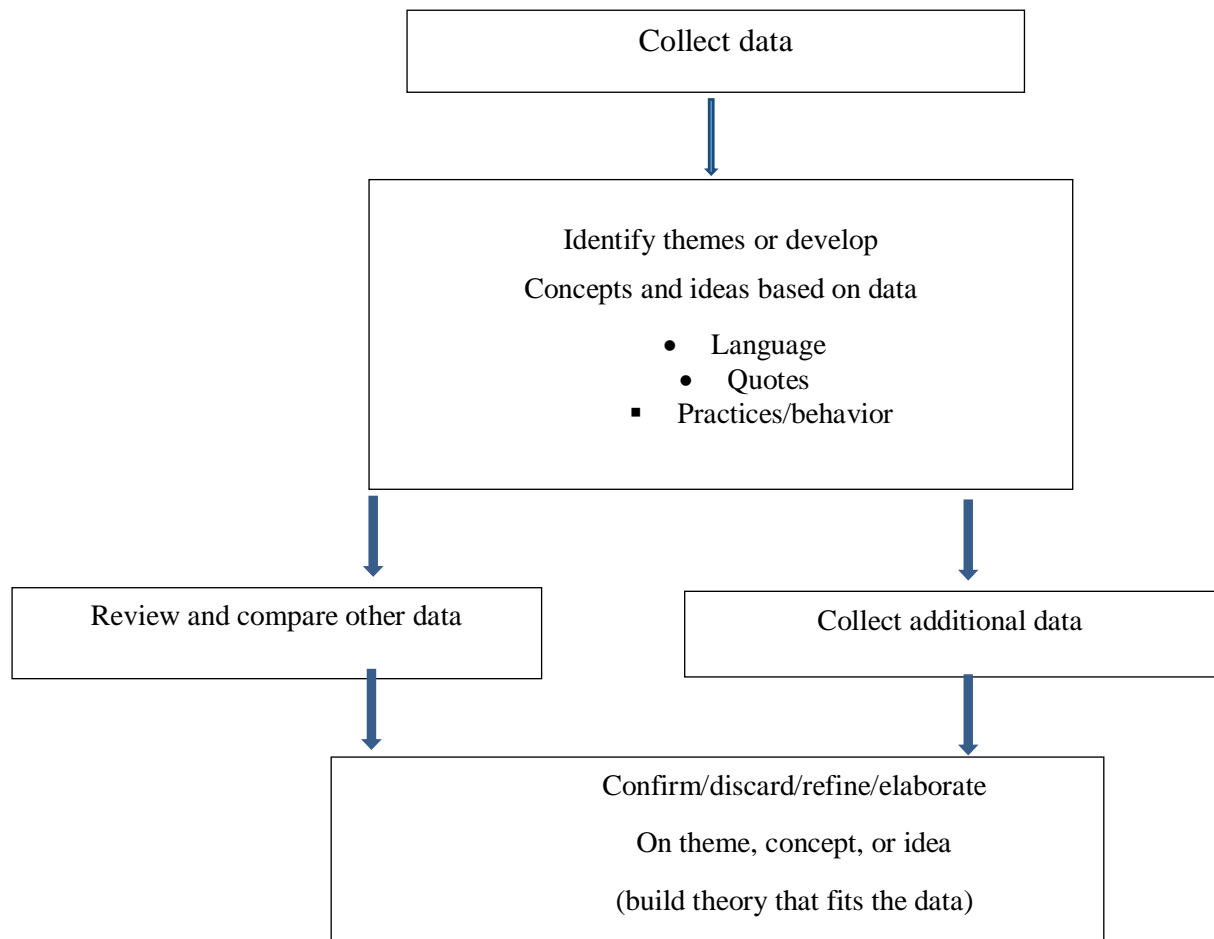 Collect data
Identify themes or develop
Concepts and ideas based on data
● Language
● Quotes
▪ Practices/behavior
Review and compare other data
Collect additional data
Confirm/discard/refine/elaborate
On theme, concept, or idea
(build theory that fits the data)